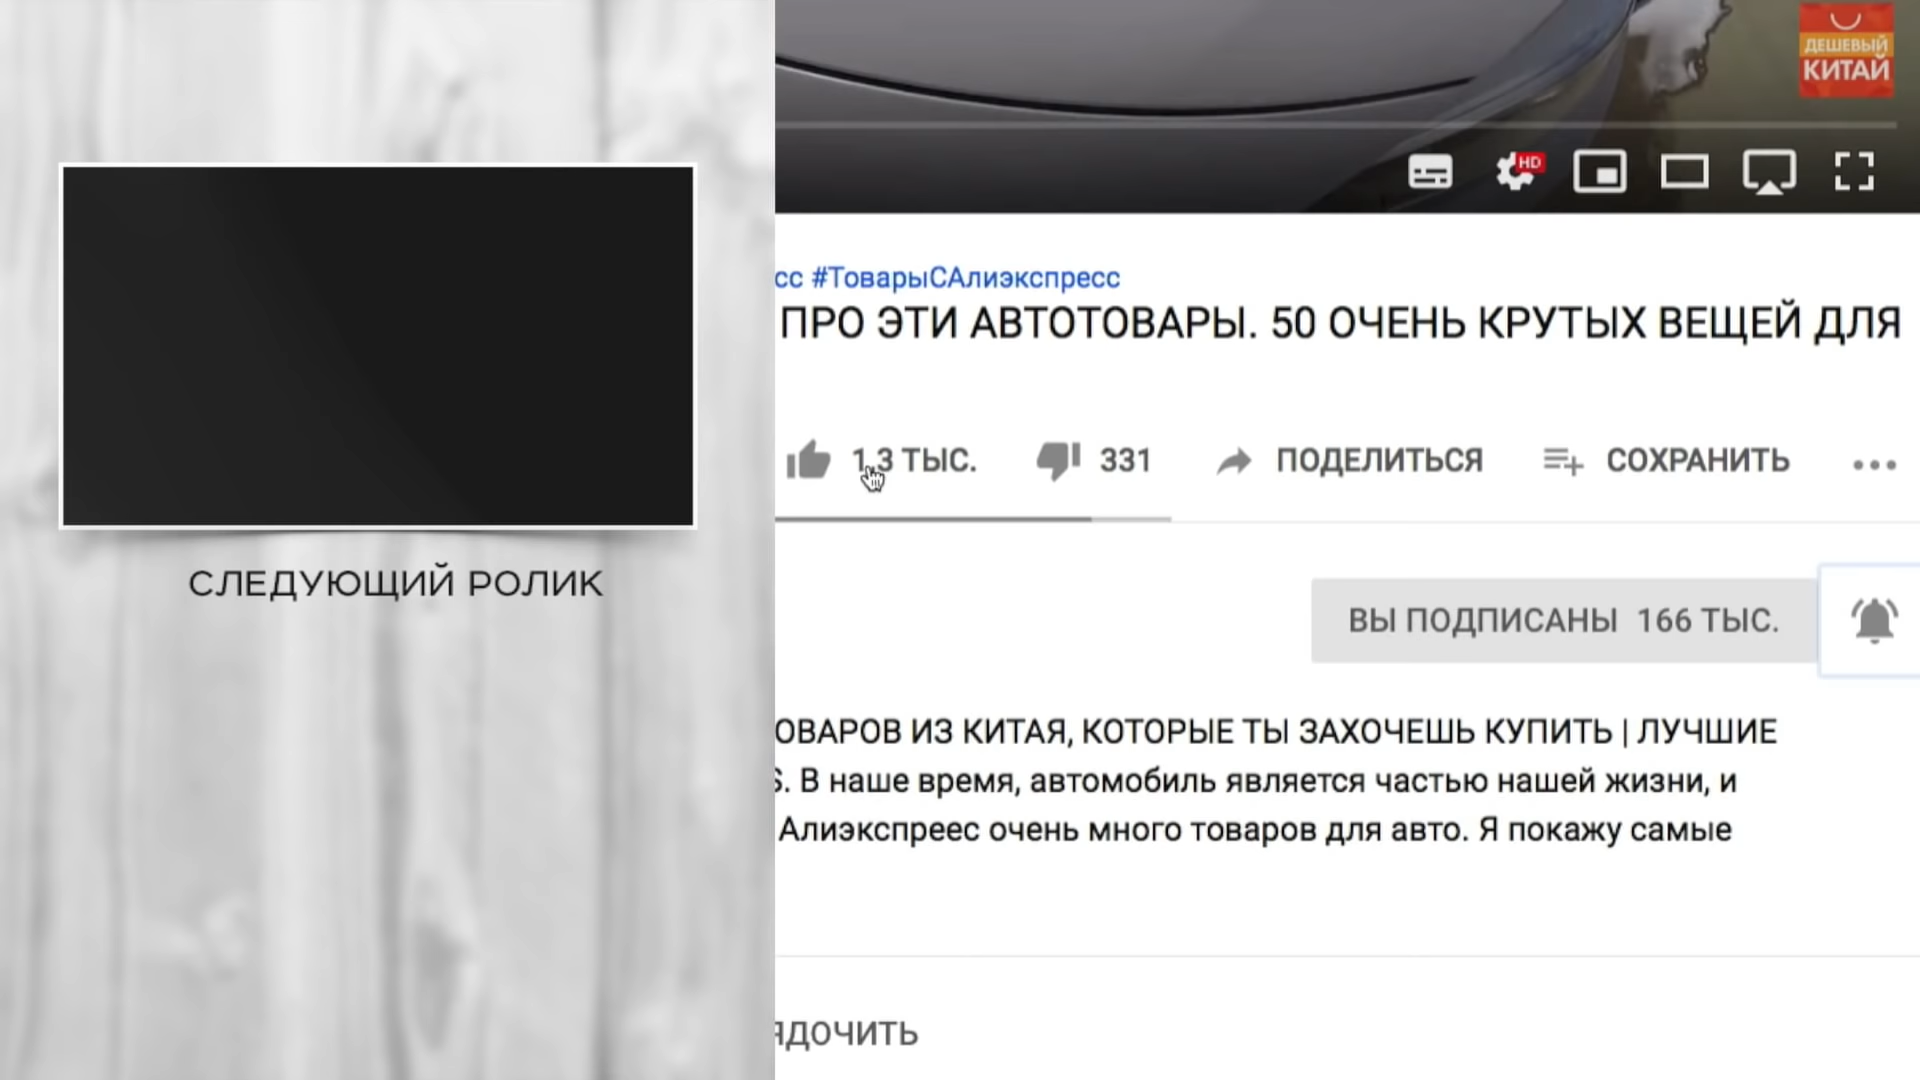 ДЕШЕВЫЙ
КИТАЙ
HD
сс #ТоварыСАлиэкспресс
ПРО ЭТИ АВТОТОВАРЫ. 50 ОЧЕНЬ КРУТЫХ ВЕЩЕЙ ДЛЯ
1,3 ТЫС. 331 ПОДЕЛИТЬСЯ СОХРАНИТЬ
СЛЕДУЮЩИЙ РОЛИК
ВЫ ПОДПИСАНЫ 166 ТЫС.
ОВАРОВ ИЗ КИТАЯ, КОТОРЫЕ ТЫ ЗАХОЧЕШЬ КУПИТЬ | ЛУЧШИЕ
S. В наше время, автомобиль является частью нашей жизни, и
Алиэкспреес очень много товаров для авто. Я покажу самые
ЯДОЧИТЬ